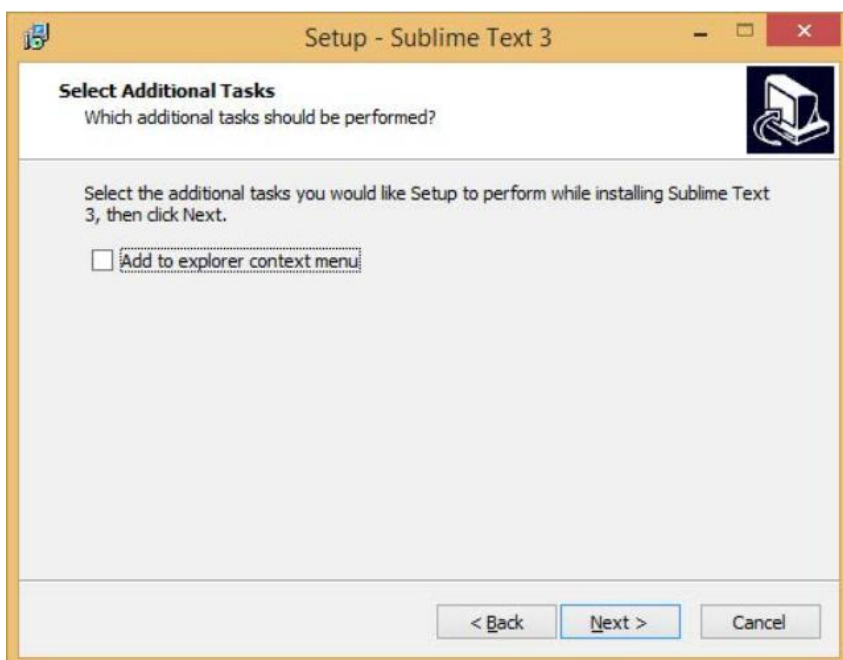 Setup - Sublime Text 3
Select Additional Tasks
Which additional tasks should be performed?
Select the additional tasks you would like Setup to perform while installing Sublime Text
3, then click Next.
Add to explorer context menu
< Back Next > Cancel